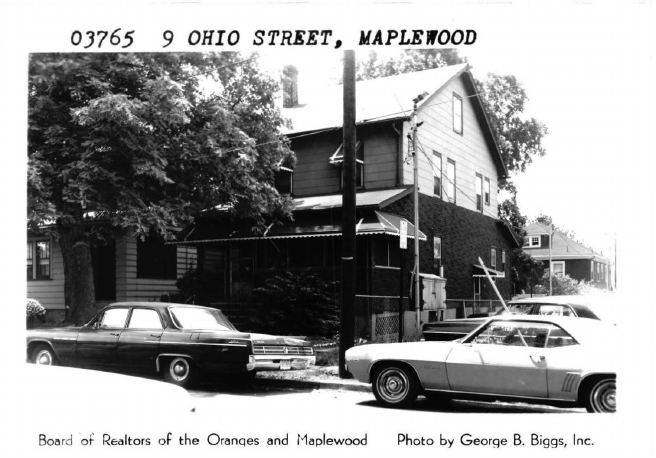 03765 9 OHIO STREET, MAPLEWOOD
Board of Realtors of the Oranges and Maplewood Photo by George B. Biggs, Inc.